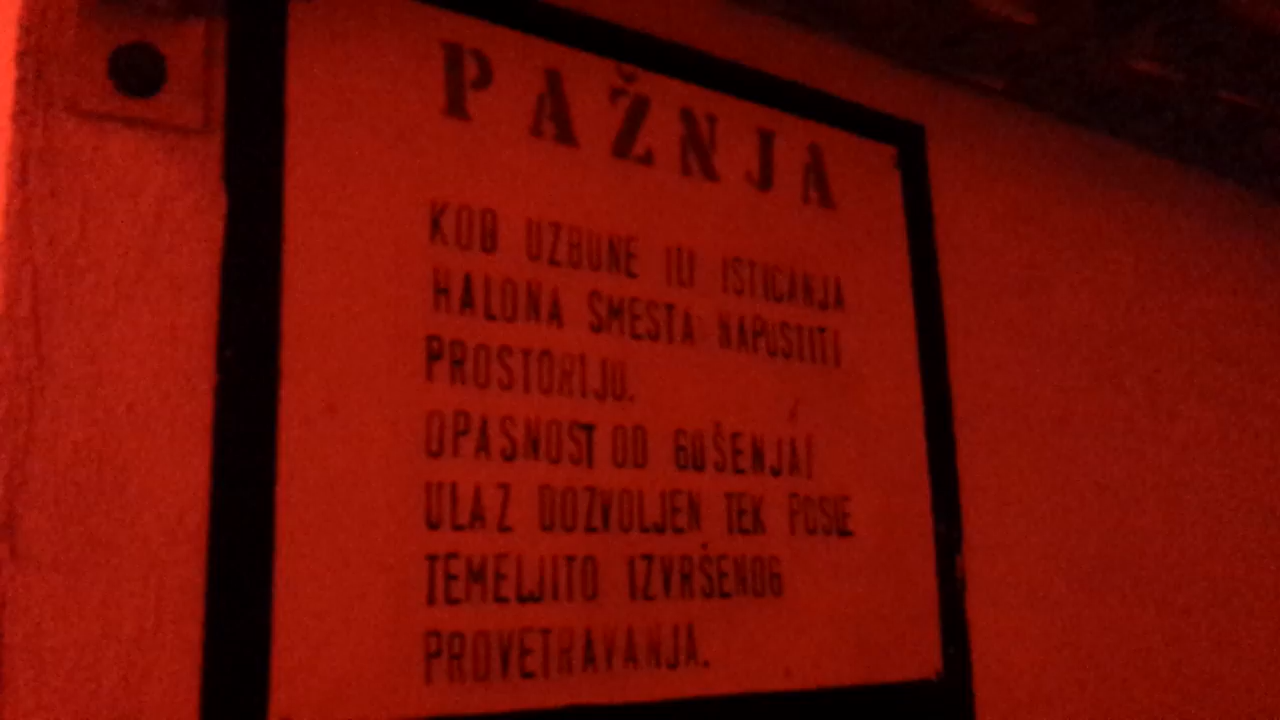 PAŽNJA
KOD UZBUNE ILI ISTICANJA
HALONA SMESTA NAPUSTITI
PROSTORIJU.
OPASNOST OD GUŠENJA!
ULAZ DOZVOLJEN TEK POSLE
TEMELJITO IZVRŠENOG
PROVETRAVANJA.